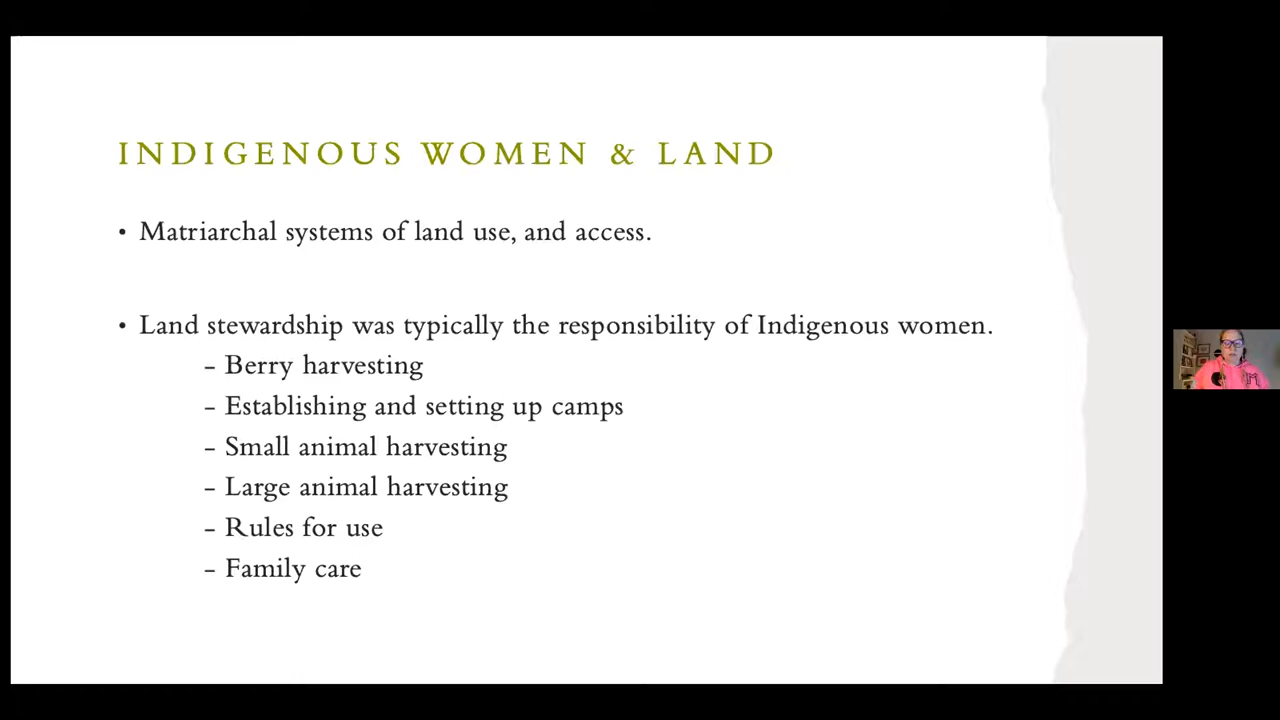 INDIGENOUS WOMEN & LAND
• Matriarchal systems of land use, and access.
• Land stewardship was typically the responsibility of Indigenous women.
– Berry harvesting
– Establishing and setting up camps
– Small animal harvesting
– Large animal harvesting
– Rules for use
– Family care